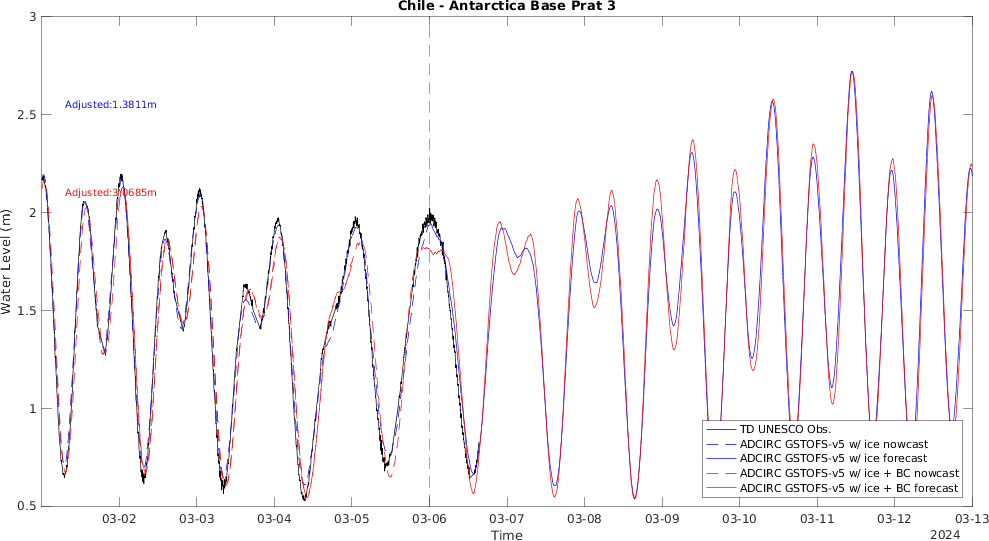 Chile - Antarctica Base Prat 3
3
2.5
2
1.5
1
0.5
Water Level (m)
Adjusted:1.3811m
Adjusted:3.0685m
TD UNESCO Obs.
ADCIRC GSTOFS-v5 w/ ice nowcast
ADCIRC GSTOFS-v5 w/ ice forecast
ADCIRC GSTOFS-v5 w/ ice + BC nowcast
ADCIRC GSTOFS-v5 w/ ice + BC forecast
03-02 03-03 03-04 03-05 03-06 03-07 03-08 03-09 03-10 03-11 03-12 03-13
Time
2024